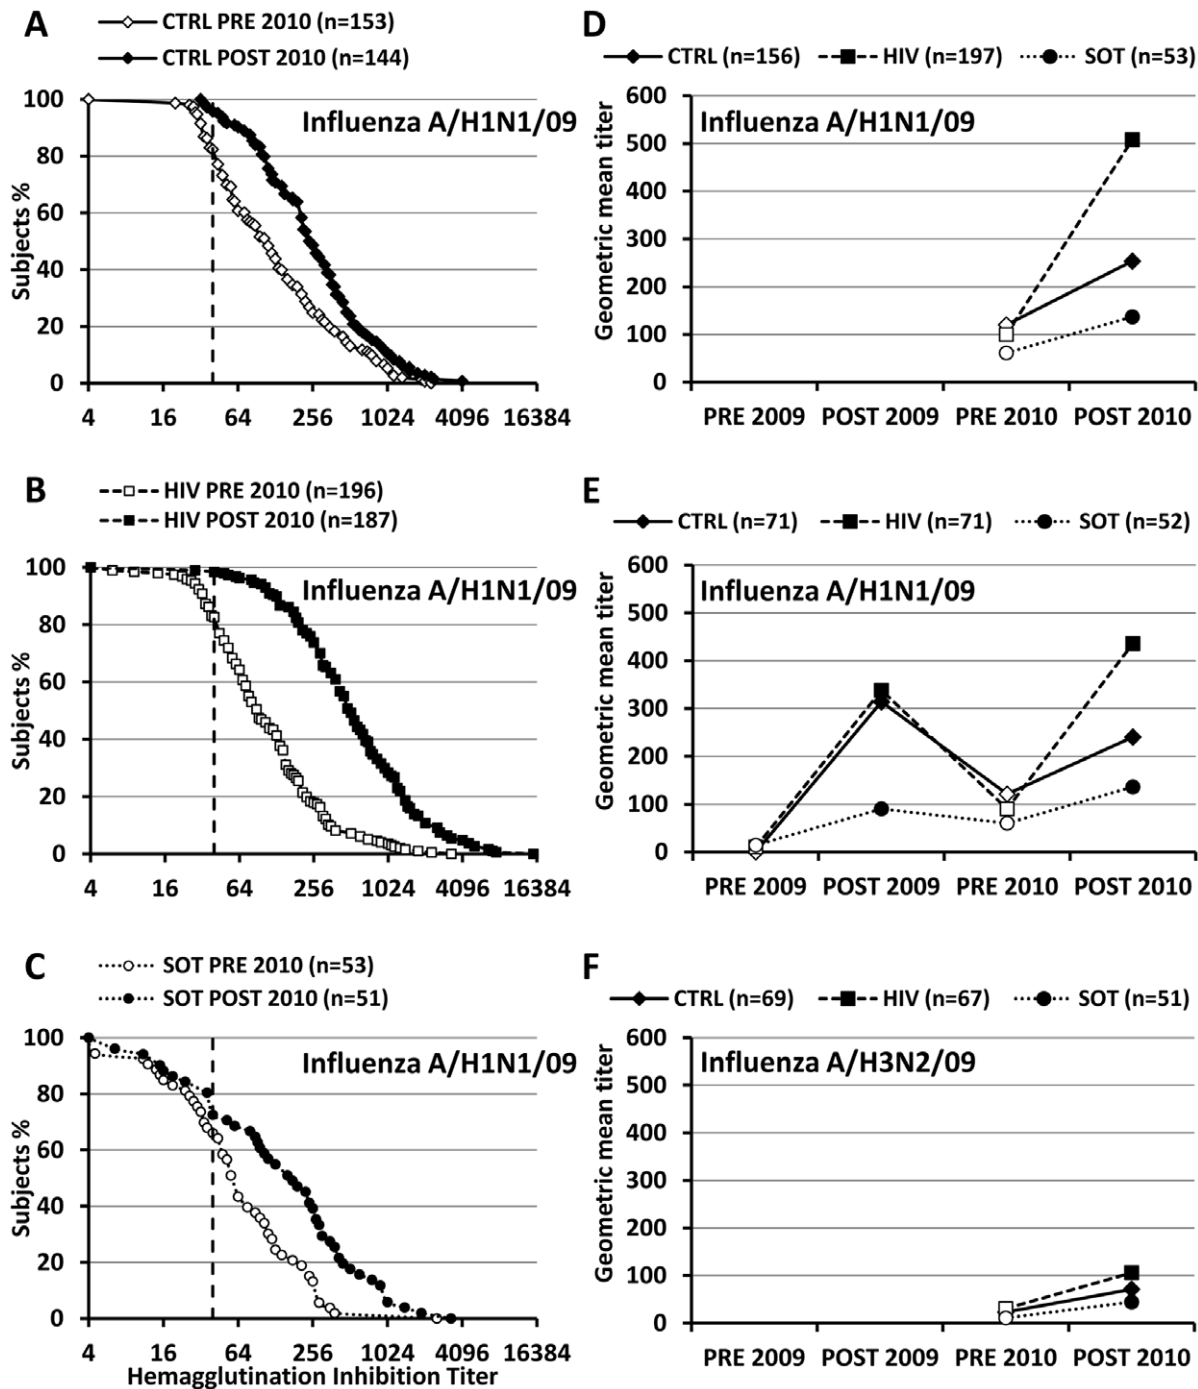 A
CTRL PRE 2010 (n=153)
CTRL POST 2010 (n=144)
Influenza A/H1N1/09
Subjects %
100
80
60
40
20
0
4 16 64 256 1024 4096 16384
B
HIV PRE 2010 (n=196)
HIV POST 2010 (n=187)
Influenza A/H1N1/09
Subjects %
100
80
60
40
20
0
4 16 64 256 1024 4096 16384
C
SOT PRE 2010 (n=53)
SOT POST 2010 (n=51)
Influenza A/H1N1/09
Subjects %
100
80
60
40
20
0
4 16 64 256 1024 4096 16384
Hemagglutination Inhibition Titer
D
CTRL (n=156) HIV (n=197) SOT (n=53)
Influenza A/H1N1/09
Geometric mean titer
600
500
400
300
200
100
0
PRE 2009 POST 2009 PRE 2010 POST 2010
E
CTRL (n=71) HIV (n=71) SOT (n=52)
Influenza A/H1N1/09
Geometric mean titer
600
500
400
300
200
100
0
PRE 2009 POST 2009 PRE 2010 POST 2010
F
CTRL (n=69) HIV (n=67) SOT (n=51)
Influenza A/H3N2/09
Geometric mean titer
600
500
400
300
200
100
0
PRE 2009 POST 2009 PRE 2010 POST 2010